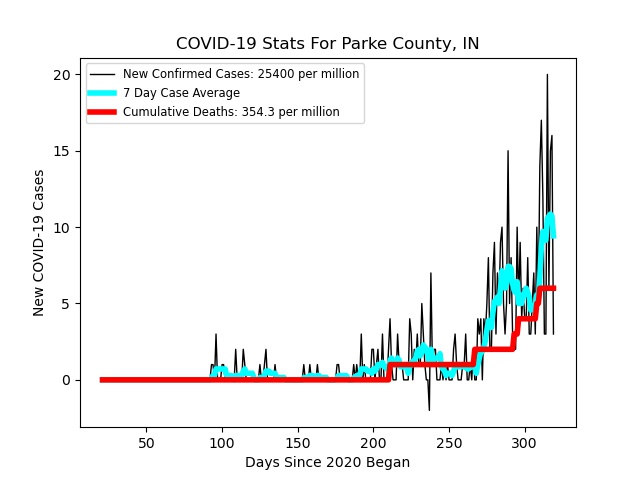 COVID-19 Stats For Parke County, IN
New Confirmed Cases: 25400 per million
7 Day Case Average
Cumulative Deaths: 354.3 per million
New COVID-19 Cases
20
15
10
5
0
50 100 150 200 250 300
Days Since 2020 Began